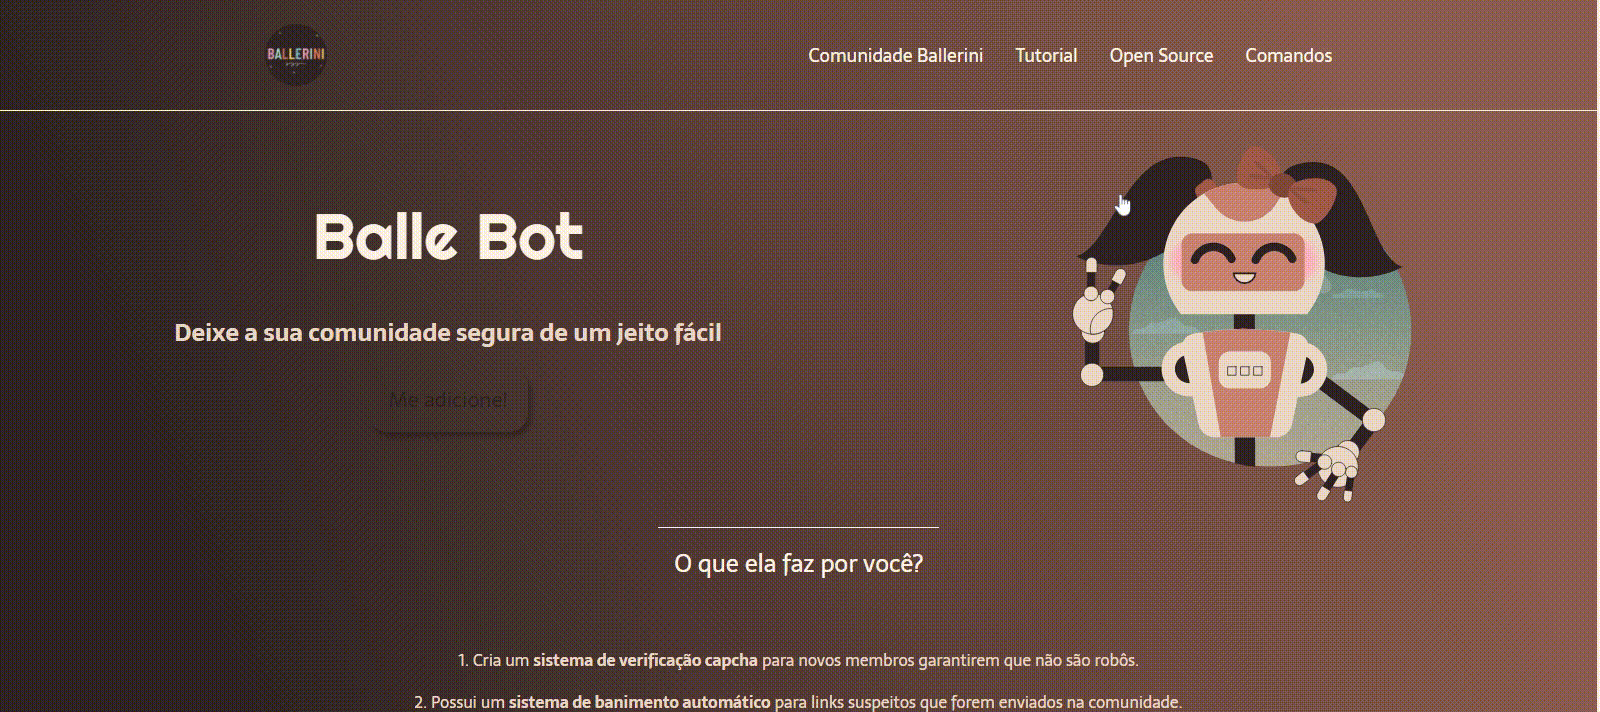 BALLERINI
Comunidade Ballerini Tutorial Open Source Comandos
Balle Bot
Deixe a sua comunidade segura de um jeito fácil
Me adicione!
O que ela faz por você?
1. Cria um sistema de verificação capcha para novos membros garantirem que não são robôs.
2. Possui um sistema de banimento automático para links suspeitos que forem enviados na comunidade.